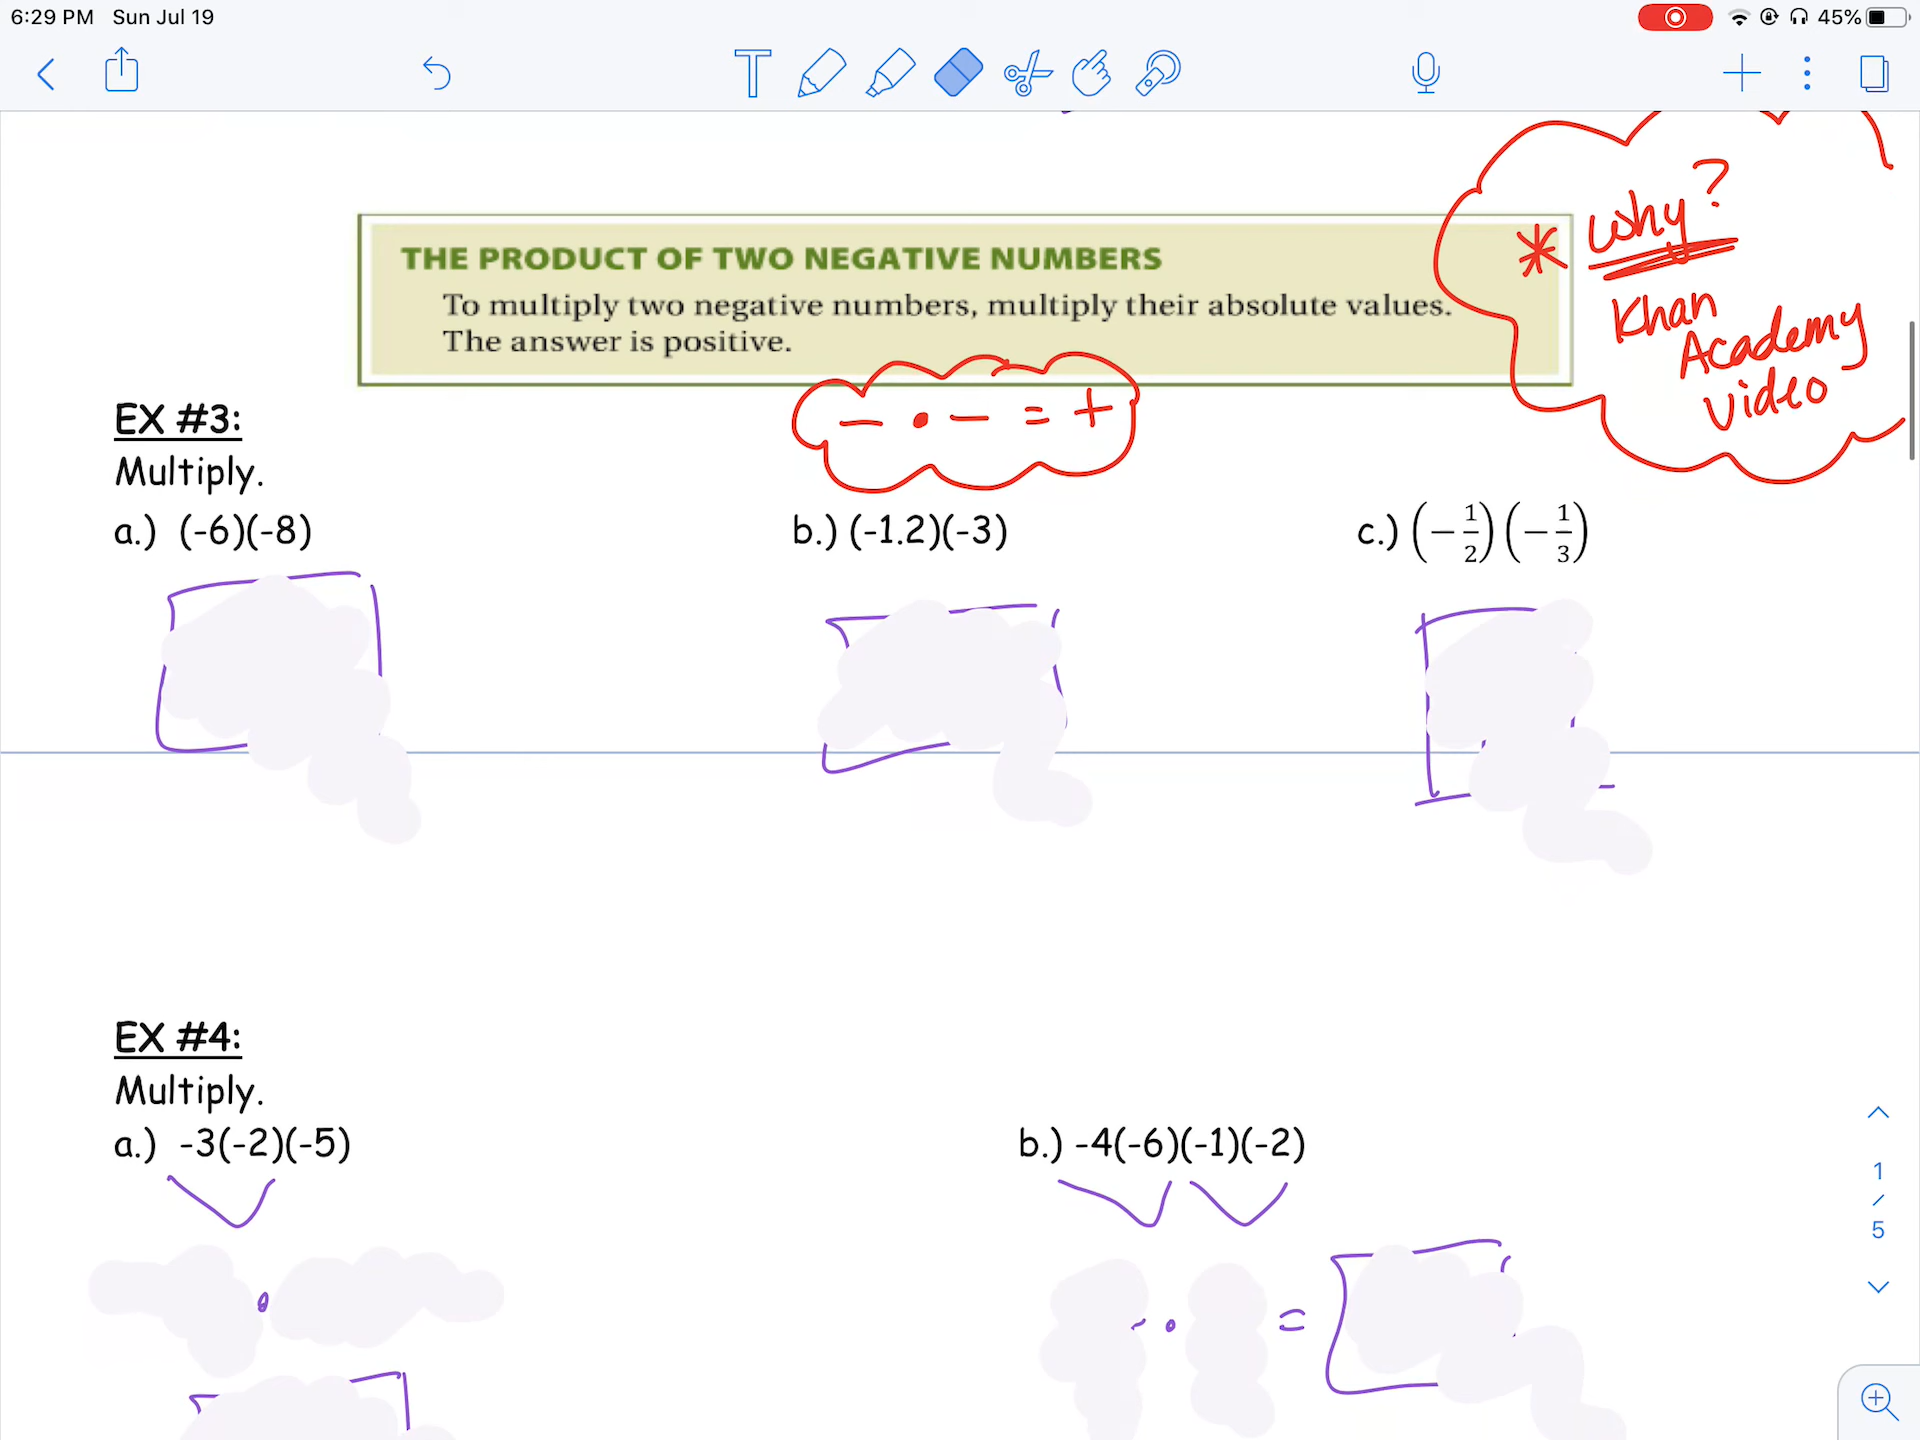 6:29 PM Sun Jul 19
45%
THE PRODUCT OF TWO NEGATIVE NUMBERS
To multiply two negative numbers, multiply their absolute values.
The answer is positive.
* Why?
Khan
Academy
Video
− • − = +
EX #3:
Multiply.
a.) (-6)(-8) b.) (-1.2)(-3) c.) (−1/2)(−1/3)
EX #4:
Multiply.
a.) -3(-2)(-5) b.) -4(-6)(-1)(-2)
•
• =
1
/
5